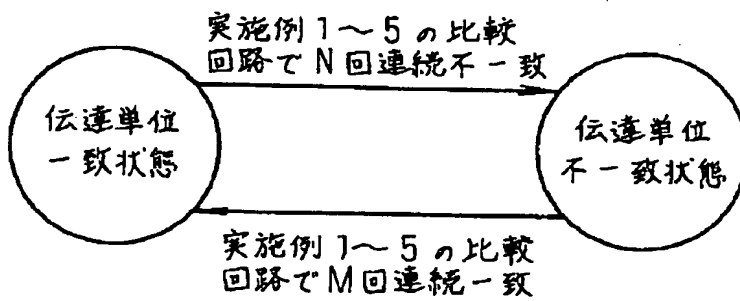 実施例1〜5の比較
回路でN回連続不一致
伝達単位
一致状態
伝達単位
不一致状態
実施例1〜5の比較
回路でM回連続一致